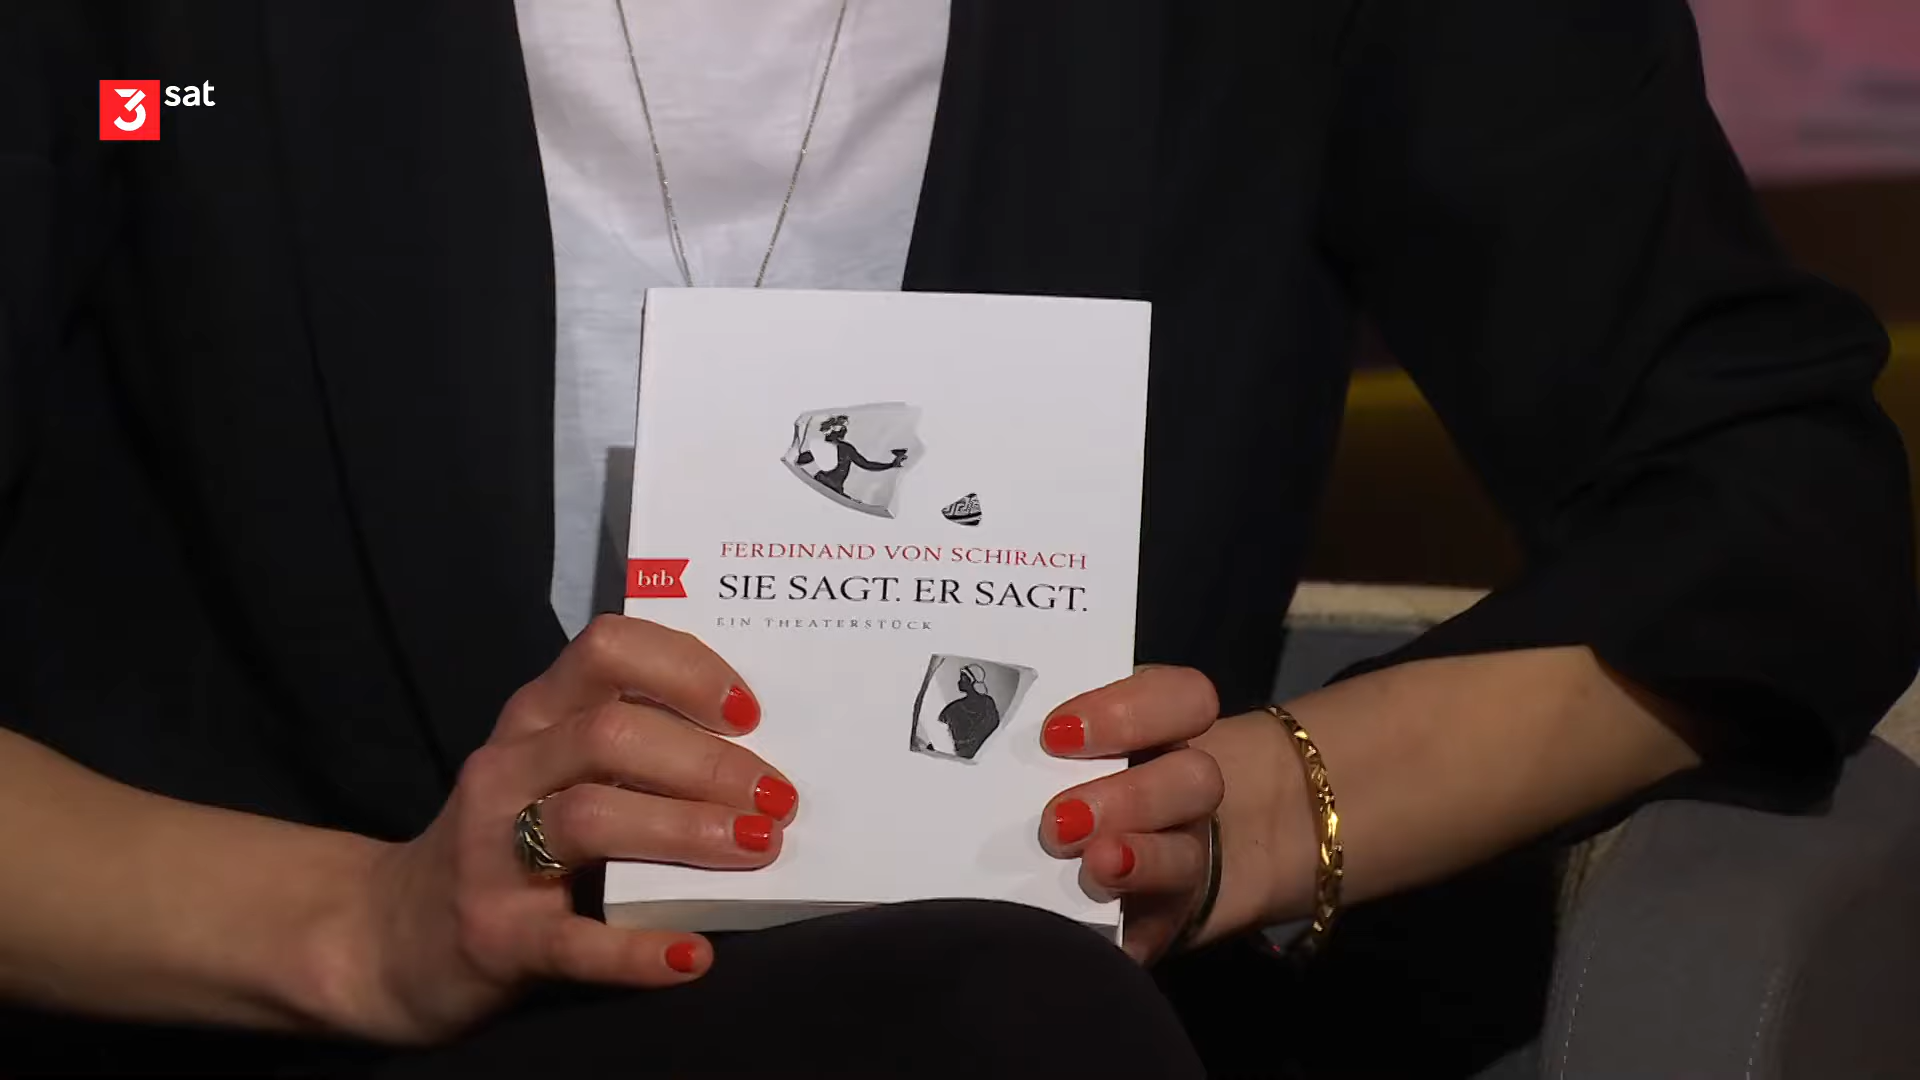 3sat
FERDINAND VON SCHIRACH
btb
SIE SAGT. ER SAGT.
EIN THEATERSTÜCK